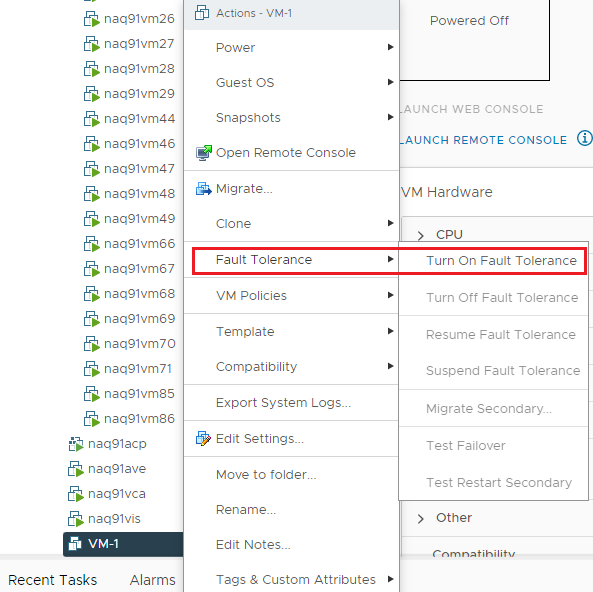 naq91vm26
naq91vm27
naq91vm28
naq91vm29
naq91vm44
naq91vm46
naq91vm47
naq91vm48
naq91vm49
naq91vm66
naq91vm67
naq91vm68
naq91vm69
naq91vm70
naq91vm71
naq91vm85
naq91vm86
naq91acp
naq91ave
naq91vca
naq91vis
VM-1
Recent Tasks
Alarms
Actions - VM-1
Power
Guest OS
Snapshots
Open Remote Console
Migrate...
Clone
Fault Tolerance
VM Policies
Template
Compatibility
Export System Logs...
Edit Settings...
Move to folder...
Rename...
Edit Notes...
Tags & Custom Attributes
Turn On Fault Tolerance
Turn Off Fault Tolerance
Resume Fault Tolerance
Suspend Fault Tolerance
Migrate Secondary...
Test Failover
Test Restart Secondary
Powered Off
LAUNCH WEB CONSOLE
LAUNCH REMOTE CONSOLE
VM Hardware
CPU
Other
Compatibility